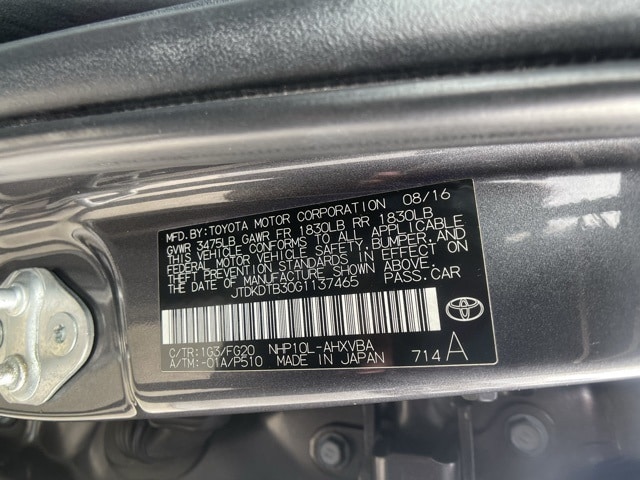 MFD.BY:TOYOTA MOTOR CORPORATION 08/16
GVWR 3475LB GAWR FR 1830LB RR 1830LB
THIS VEHICLE CONFORMS TO ALL APPLICABLE
FEDERAL MOTOR VEHICLE SAFETY,BUMPER,AND
THEFT PREVENTION STANDARDS IN EFFECT ON THE
DATE OF MANUFACTURE SHOWN ABOVE.
JTDKDTB30G1137465 PASS.CAR
C/TR:1G3/FG20 NHP10L-AHXVBA
A/TM:-01A/P510 MADE IN JAPAN 714 A